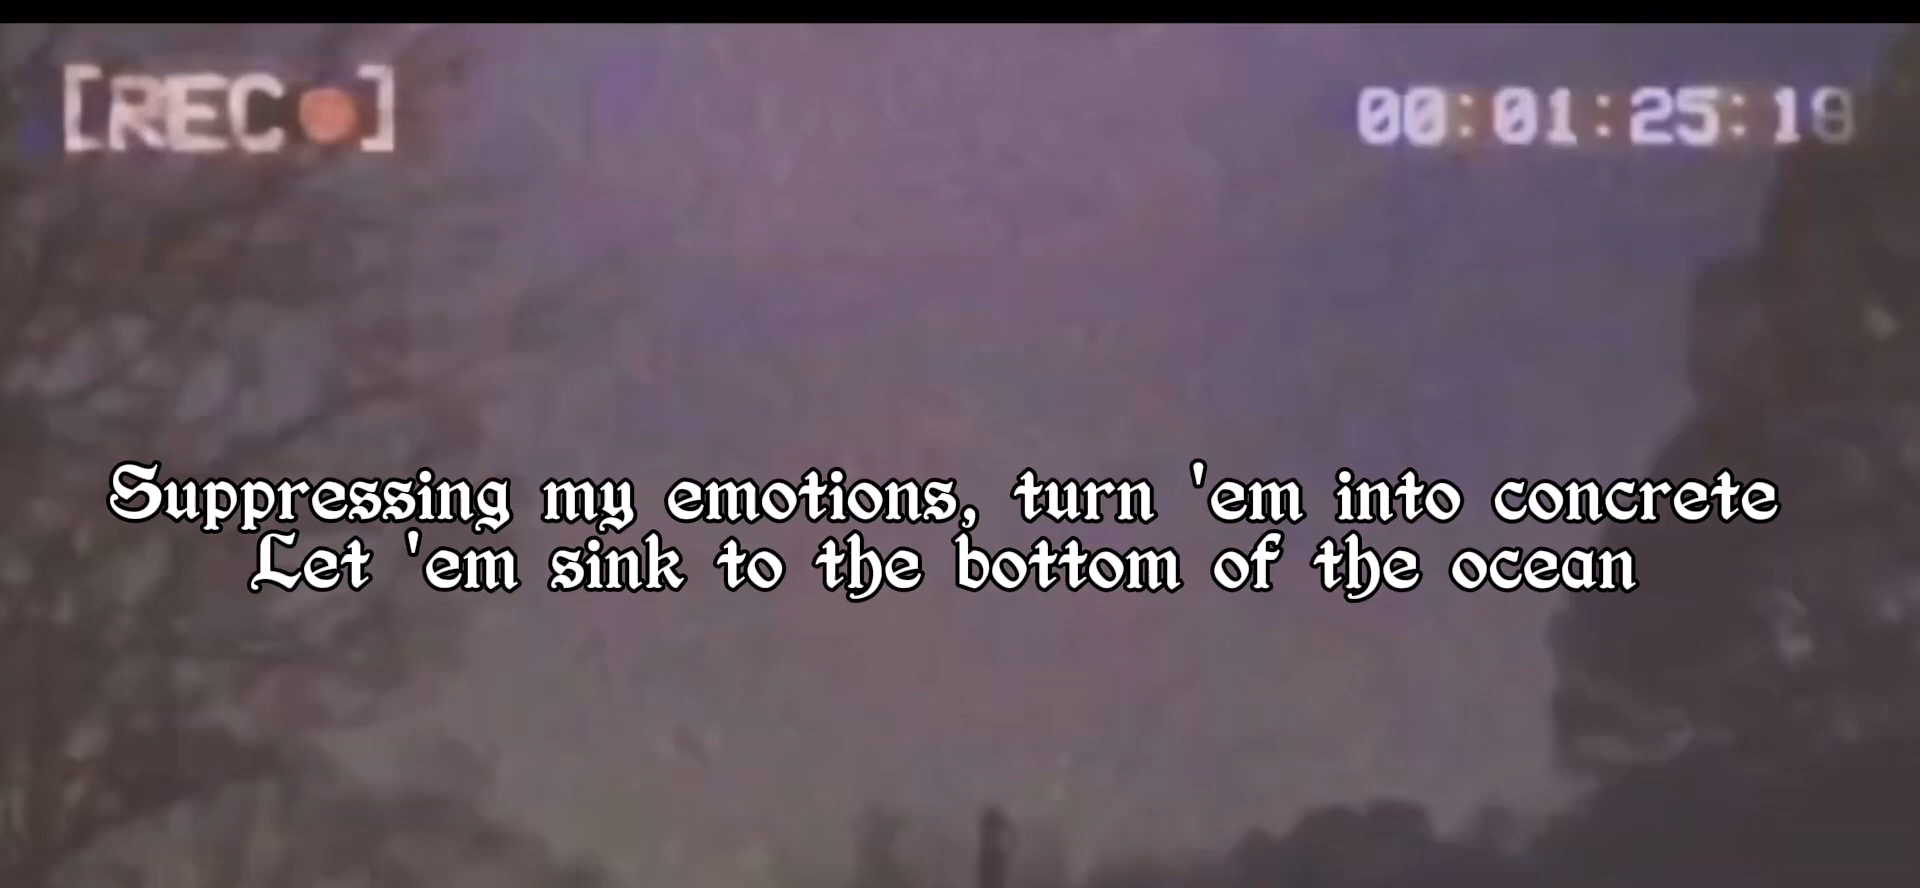 [REC●] 00:01:25:
Suppressing my emotions, turn 'em into concrete
Let 'em sink to the bottom of the ocean